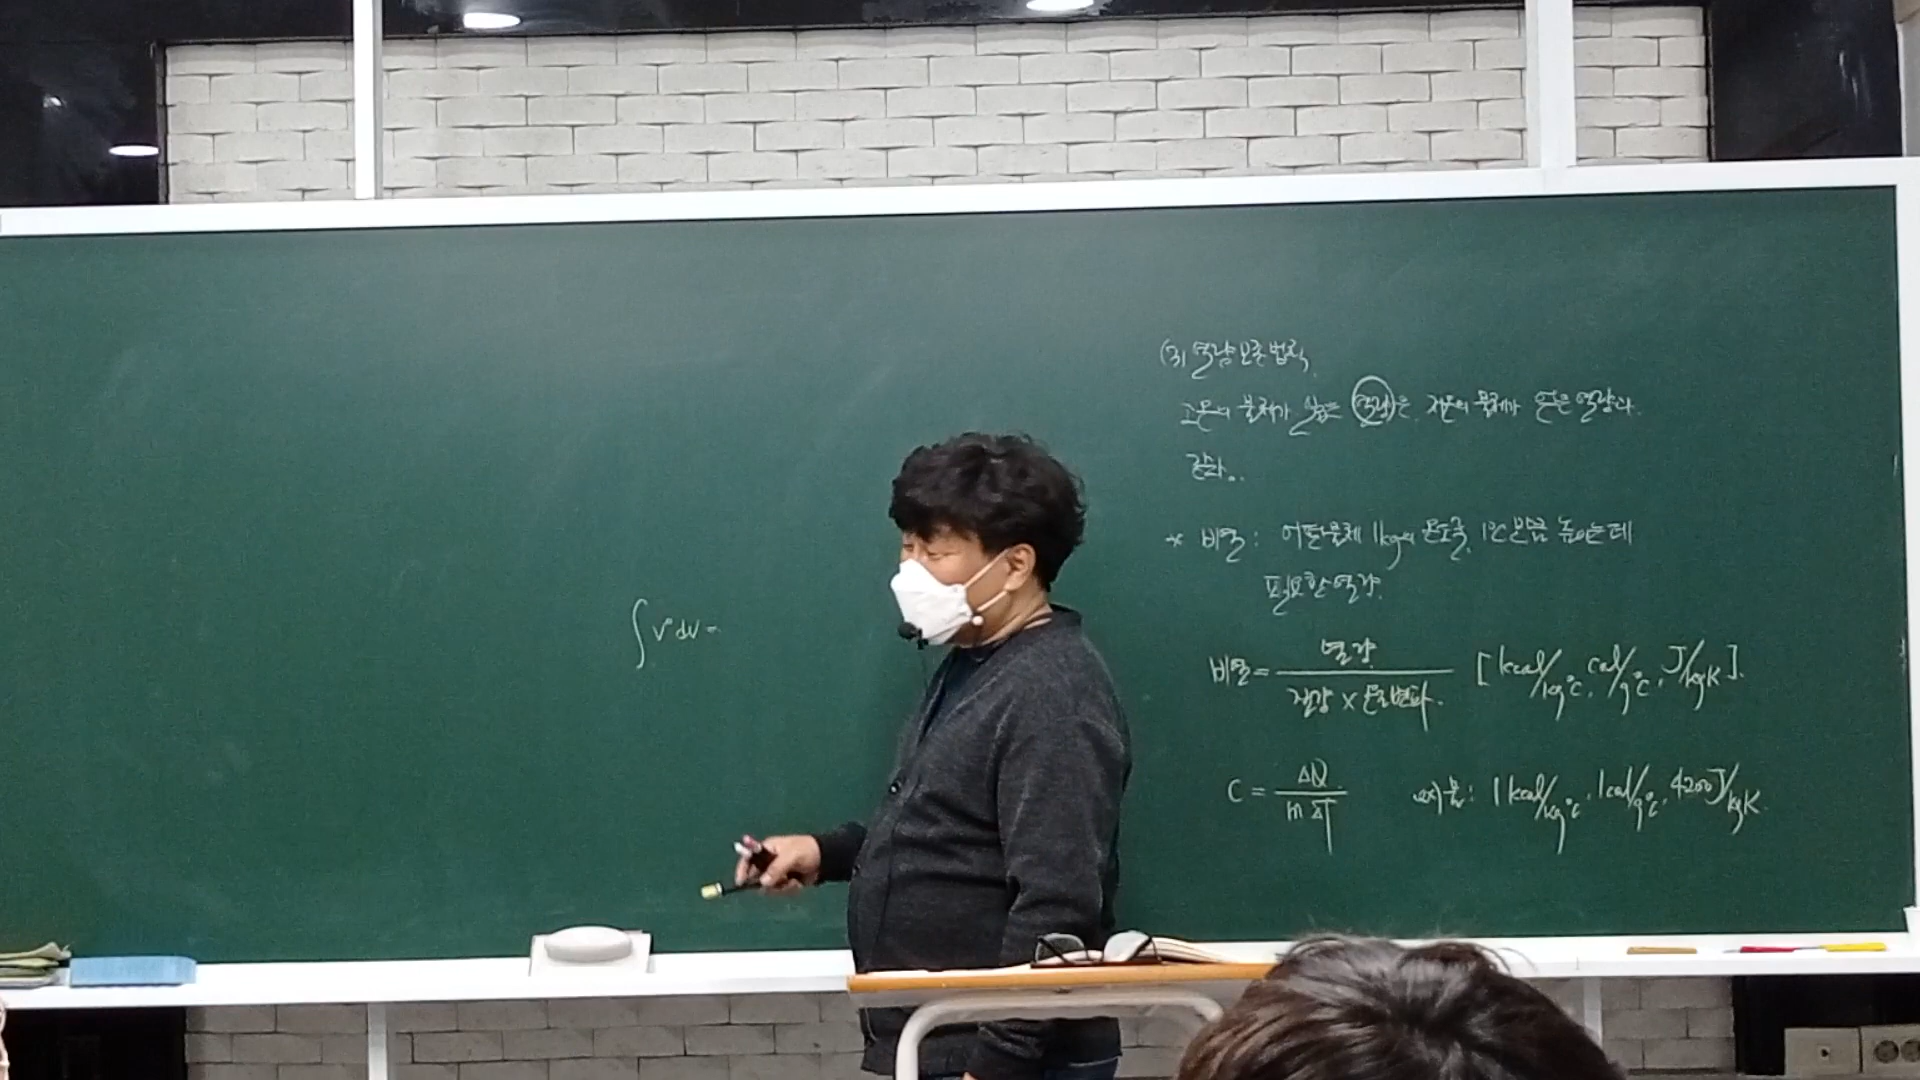 ∫ v° dv =
(3) 열량보존법칙.
고온의 물체가 잃은 열량은 저온의 물체가 얻은 열량과
같다.
* 비열 : 어떤물체 1kg의 온도를 1℃ 만큼 높이는데
필요한 열량.
비열 = 열량 / 질량 × 온도변화. [kcal/kg℃, cal/g℃, J/kgK].
C = ΔQ / mΔT ex) 물: 1kcal/kg℃, 1cal/g℃, 4200J/kgK.